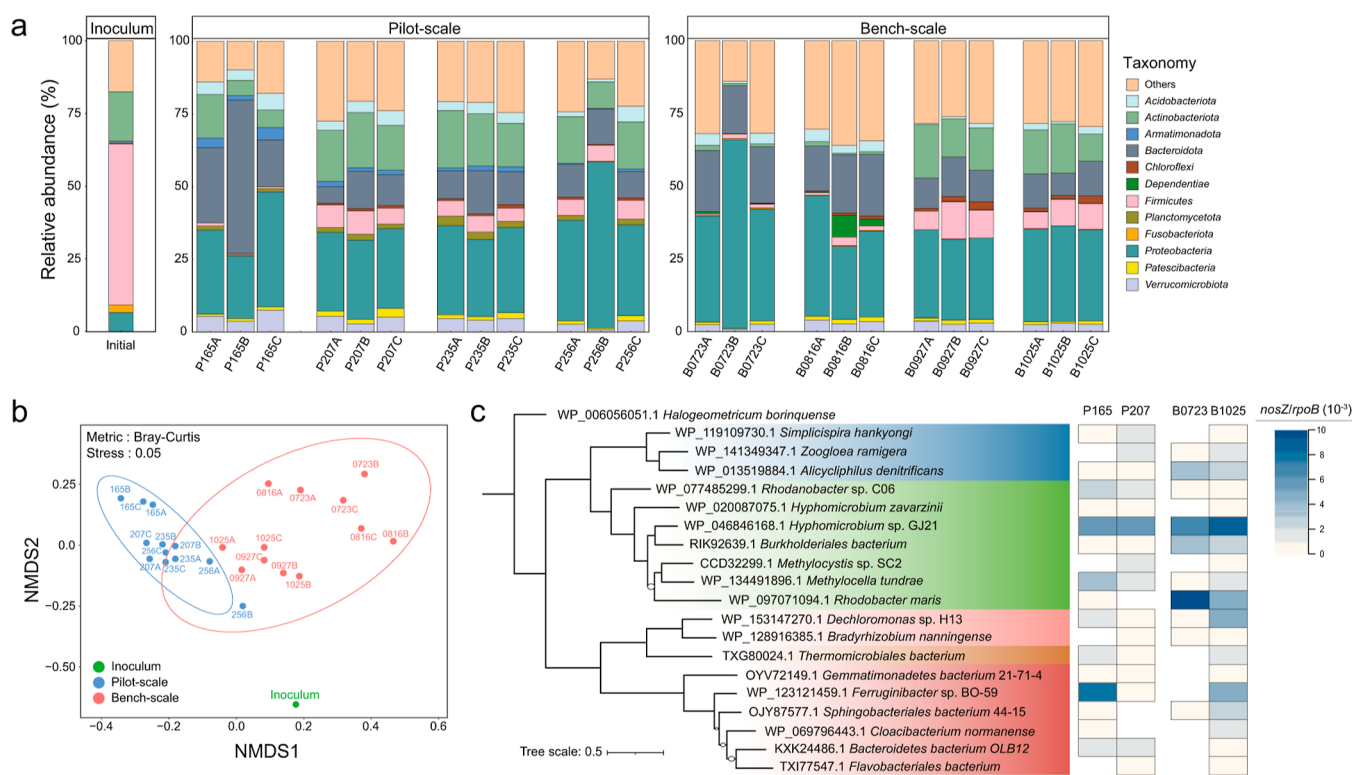 a
Inoculum
Pilot-scale
Bench-scale
Relative abundance (%)
100
75
50
25
0
100
75
50
25
0
100
75
50
25
0
Initial
P165A
P165B
P165C
P207A
P207B
P207C
P235A
P235B
P235C
P256A
P256B
P256C
B0723A
B0723B
B0723C
B0816A
B0816B
B0816C
B0927A
B0927B
B0927C
B1025A
B1025B
B1025C
Taxonomy
Others
Acidobacteriota
Actinobacteriota
Armatimonadota
Bacteroidota
Chloroflexi
Dependentiae
Firmicutes
Planctomycetota
Fusobacteriota
Proteobacteria
Patescibacteria
Verrucomicrobiota
b
Metric : Bray-Curtis
Stress : 0.05
NMDS2
0.25
0.0
−0.25
−0.50
165B
165C
165A
207C
235B
207B
256C
235A
207A
235C
256A
256B
0723B
0816A
0723A
0723C
0816C
0816B
1025A
1025C
0927C
0927A
0927B
1025B
Inoculum
Inoculum
Pilot-scale
Bench-scale
−0.4
−0.2
0.0
0.2
0.4
0.6
NMDS1
c
P165
P207
B0723
B1025
nosZ/rpoB (10⁻³)
10
8
6
4
2
0
WP_006056051.1 Halogeometricum borinquense
WP_119109730.1 Simplicispira hankyongi
WP_141349347.1 Zoogloea ramigera
WP_013519884.1 Alicycliphilus denitrificans
WP_077485299.1 Rhodanobacter sp. C06
WP_020087075.1 Hyphomicrobium zavarzinii
WP_046846168.1 Hyphomicrobium sp. GJ21
RIK92639.1 Burkholderiales bacterium
CCD32299.1 Methylocystis sp. SC2
WP_134491896.1 Methylocella tundrae
WP_097071094.1 Rhodobacter maris
WP_153147270.1 Dechloromonas sp. H13
WP_128916385.1 Bradyrhizobium nanningense
TXG80024.1 Thermomicrobiales bacterium
OYV72149.1 Gemmatimonadetes bacterium 21-71-4
WP_123121459.1 Ferruginibacter sp. BO-59
OJY87577.1 Sphingobacteriales bacterium 44-15
WP_069796443.1 Cloacibacterium normanense
KXK24486.1 Bacteroidetes bacterium OLB12
TXI77547.1 Flavobacteriales bacterium
Tree scale: 0.5